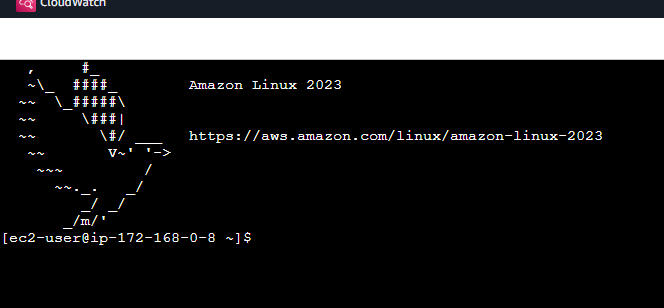 CloudWatch
   ,     #_
   ~\_  ####_        Amazon Linux 2023
  ~~  \_#####\
  ~~     \###|
  ~~       \#/ ___   https://aws.amazon.com/linux/amazon-linux-2023
   ~~       V~' '->
    ~~~         /
      ~~._.   _/
         _/ _/
       _/m/'
[ec2-user@ip-172-168-0-8 ~]$